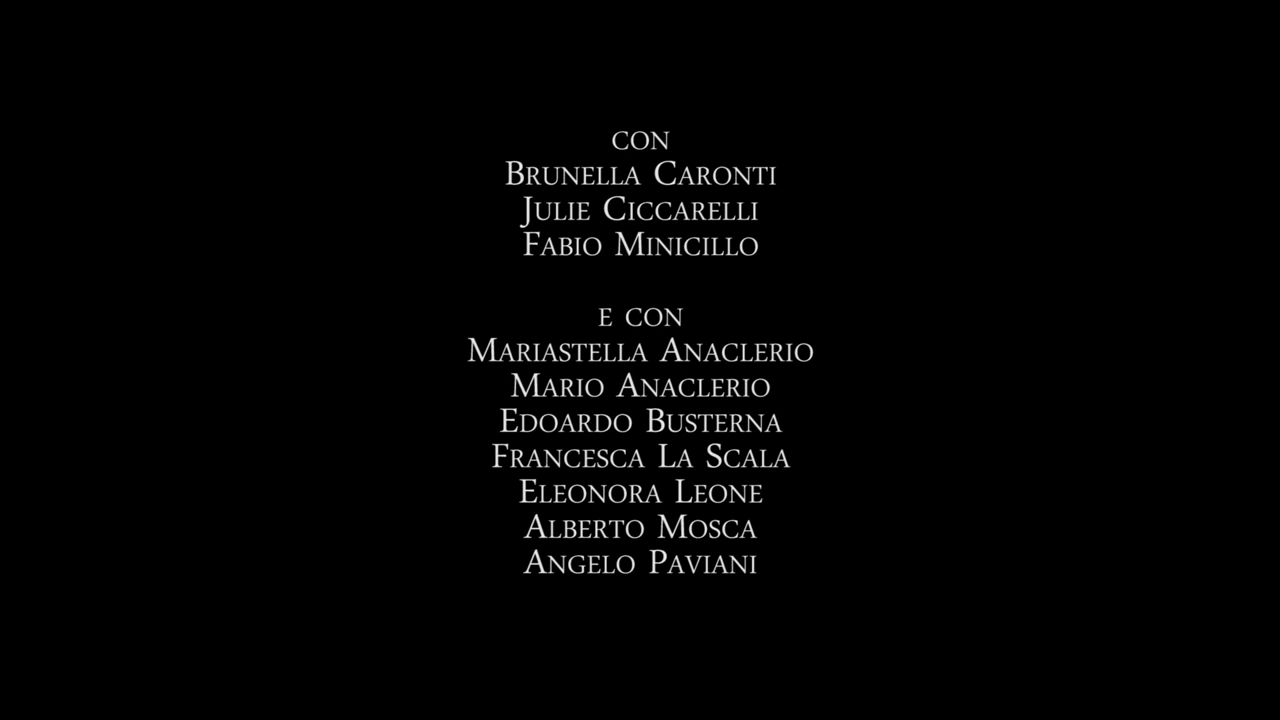 CON
BRUNELLA CARONTI
JULIE CICCARELLI
FABIO MINICILLO
E CON
MARIASTELLA ANACLERIO
MARIO ANACLERIO
EDOARDO BUSTERNA
FRANCESCA LA SCALA
ELEONORA LEONE
ALBERTO MOSCA
ANGELO PAVIANI